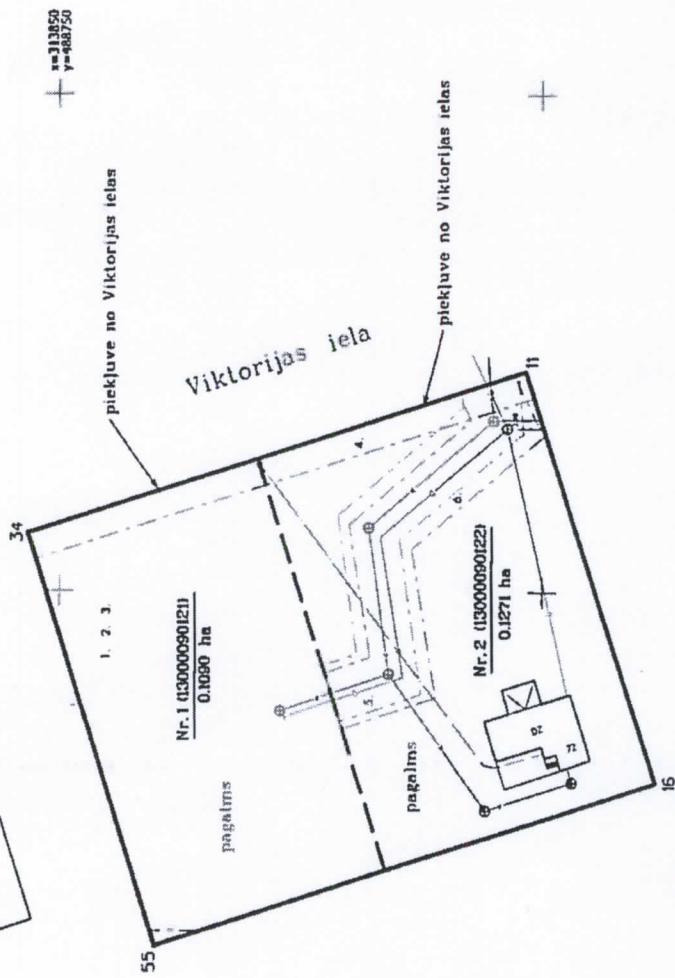 x=313850
y=488750
piekļuve no Viktorijas ielas
piekļuve no Viktorijas ielas
Viktorijas iela
34
11
16
55
1. 2. 3.
4.
5.
6.
Nr. 1 (13000090121)
0.1090 ha
pagalms
Nr. 2 (13000090122)
0.1271 ha
pagalms